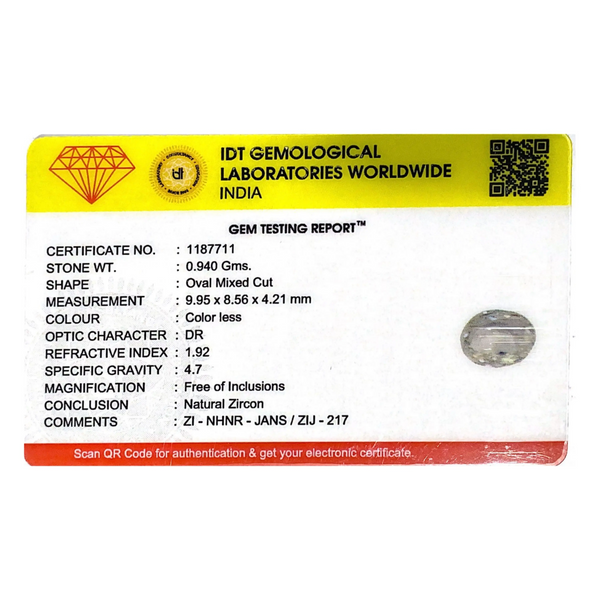 IDT GEMOLOGICAL
LABORATORIES WORLDWIDE
INDIA
GEM TESTING REPORT™
CERTIFICATE NO. : 1187711
STONE WT. : 0.940 Gms.
SHAPE : Oval Mixed Cut
MEASUREMENT : 9.95 x 8.56 x 4.21 mm
COLOUR : Color less
OPTIC CHARACTER : DR
REFRACTIVE INDEX : 1.92
SPECIFIC GRAVITY : 4.7
MAGNIFICATION : Free of Inclusions
CONCLUSION : Natural Zircon
COMMENTS : ZI - NHNR - JANS / ZIJ - 217
Scan QR Code for authentication & get your electronic certificate.